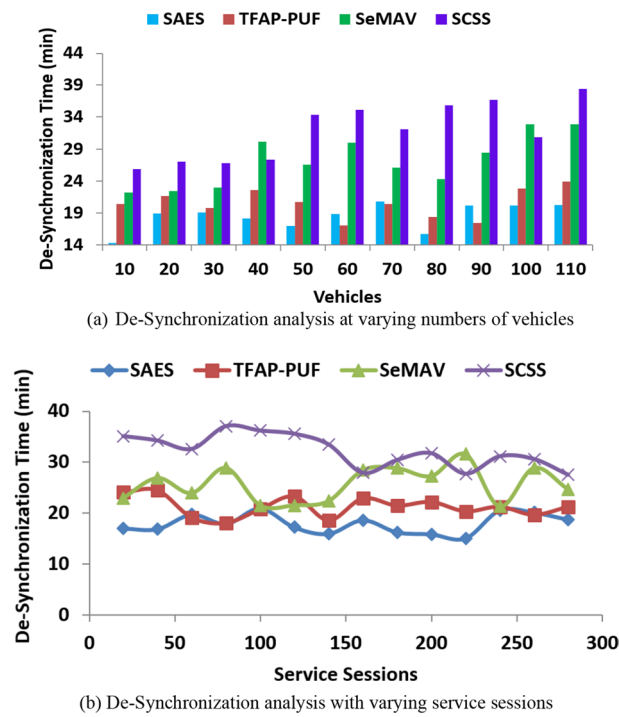 SAES TFAP-PUF SeMAV SCSS
De-Synchronization Time (min)
44
39
34
29
24
19
14
10 20 30 40 50 60 70 80 90 100 110
Vehicles
(a) De-Synchronization analysis at varying numbers of vehicles
SAES TFAP-PUF SeMAV SCSS
De-Synchronization Time (min)
40
30
20
10
0
0 50 100 150 200 250 300
Service Sessions
(b) De-Synchronization analysis with varying service sessions